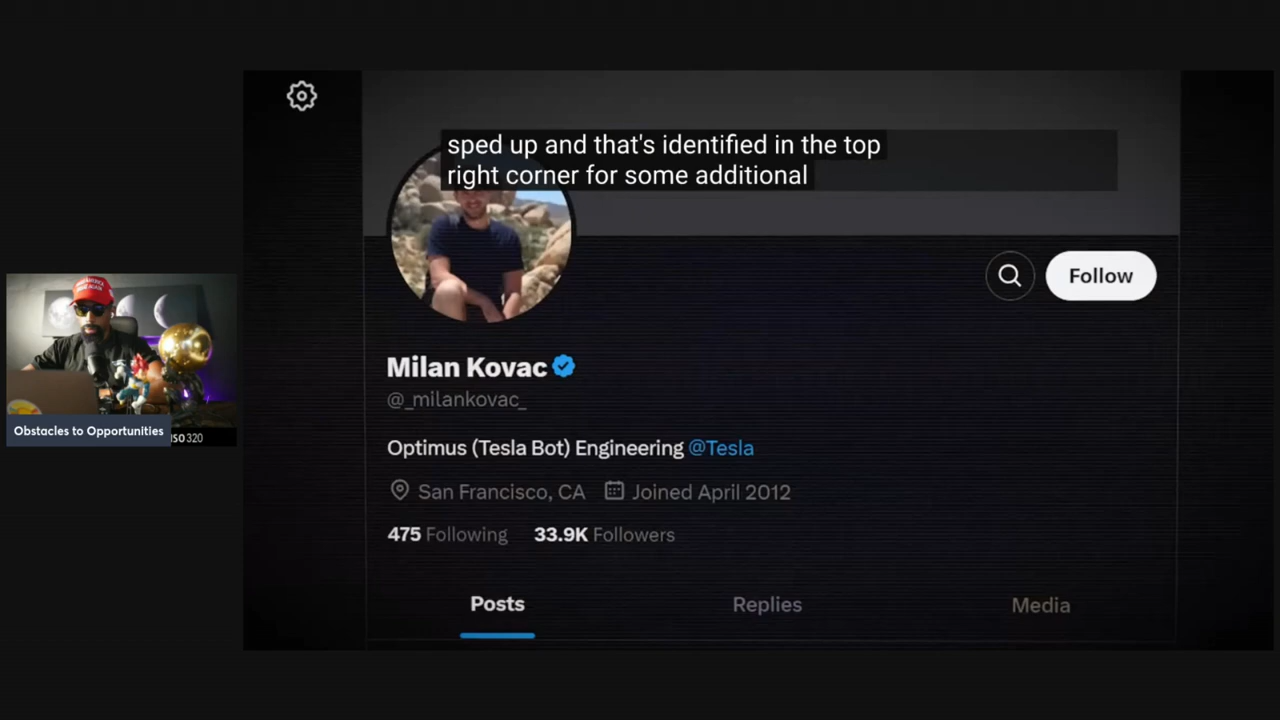 sped up and that's identified in the top
right corner for some additional
Follow
Milan Kovac
@_milankovac_
Optimus (Tesla Bot) Engineering @Tesla
San Francisco, CA Joined April 2012
475 Following 33.9K Followers
Posts Replies Media
Obstacles to Opportunities
ISO 320